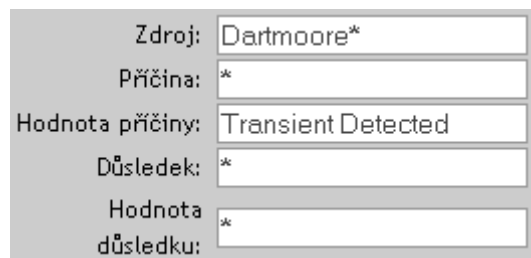 Zdroj: Dartmoore*
Příčina: *
Hodnota příčiny: Transient Detected
Důsledek: *
Hodnota
důsledku: *